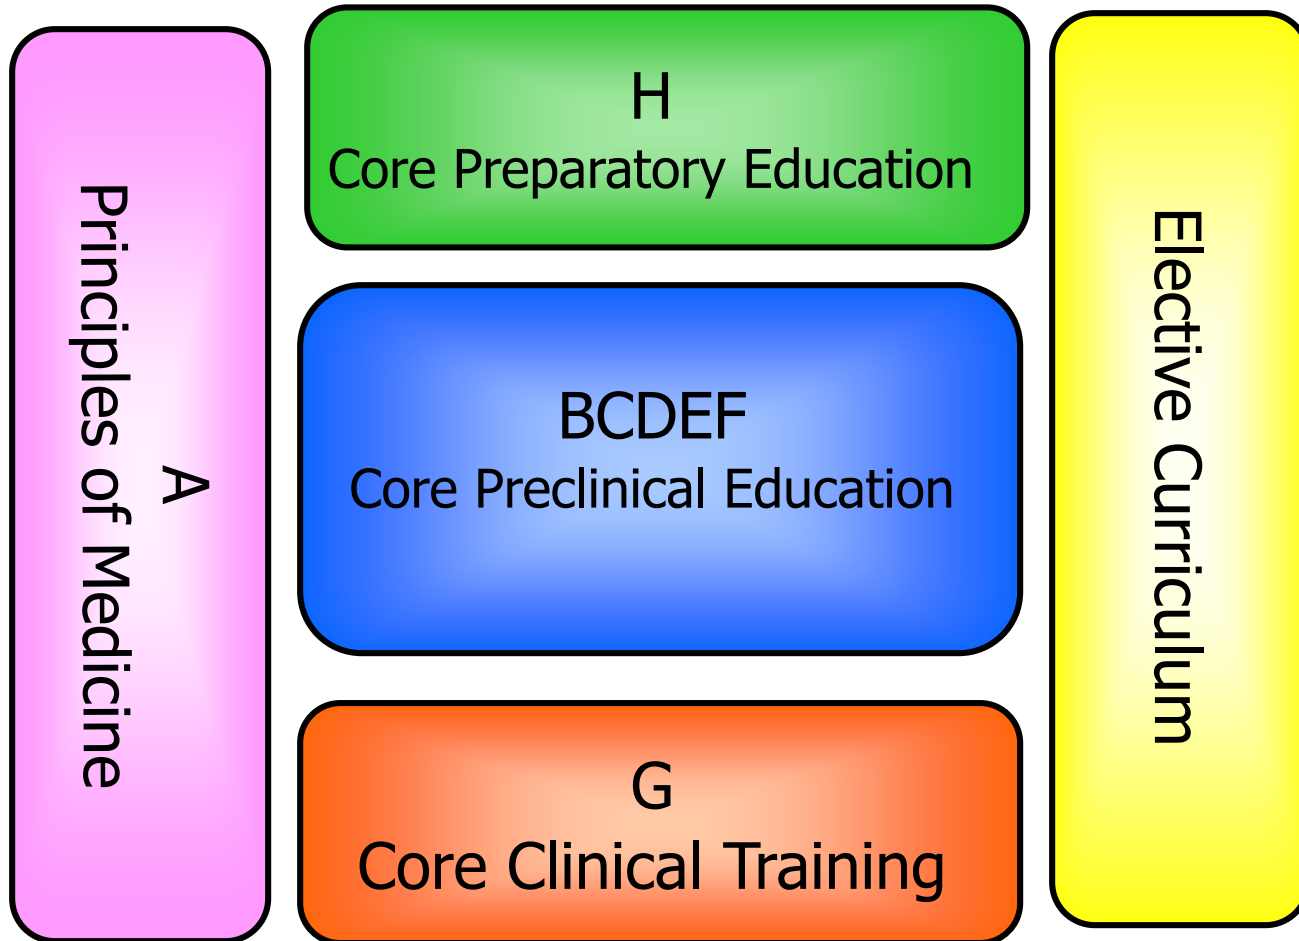 A
Principles of Medicine
H
Core Preparatory Education
BCDEF
Core Preclinical Education
G
Core Clinical Training
Elective Curriculum